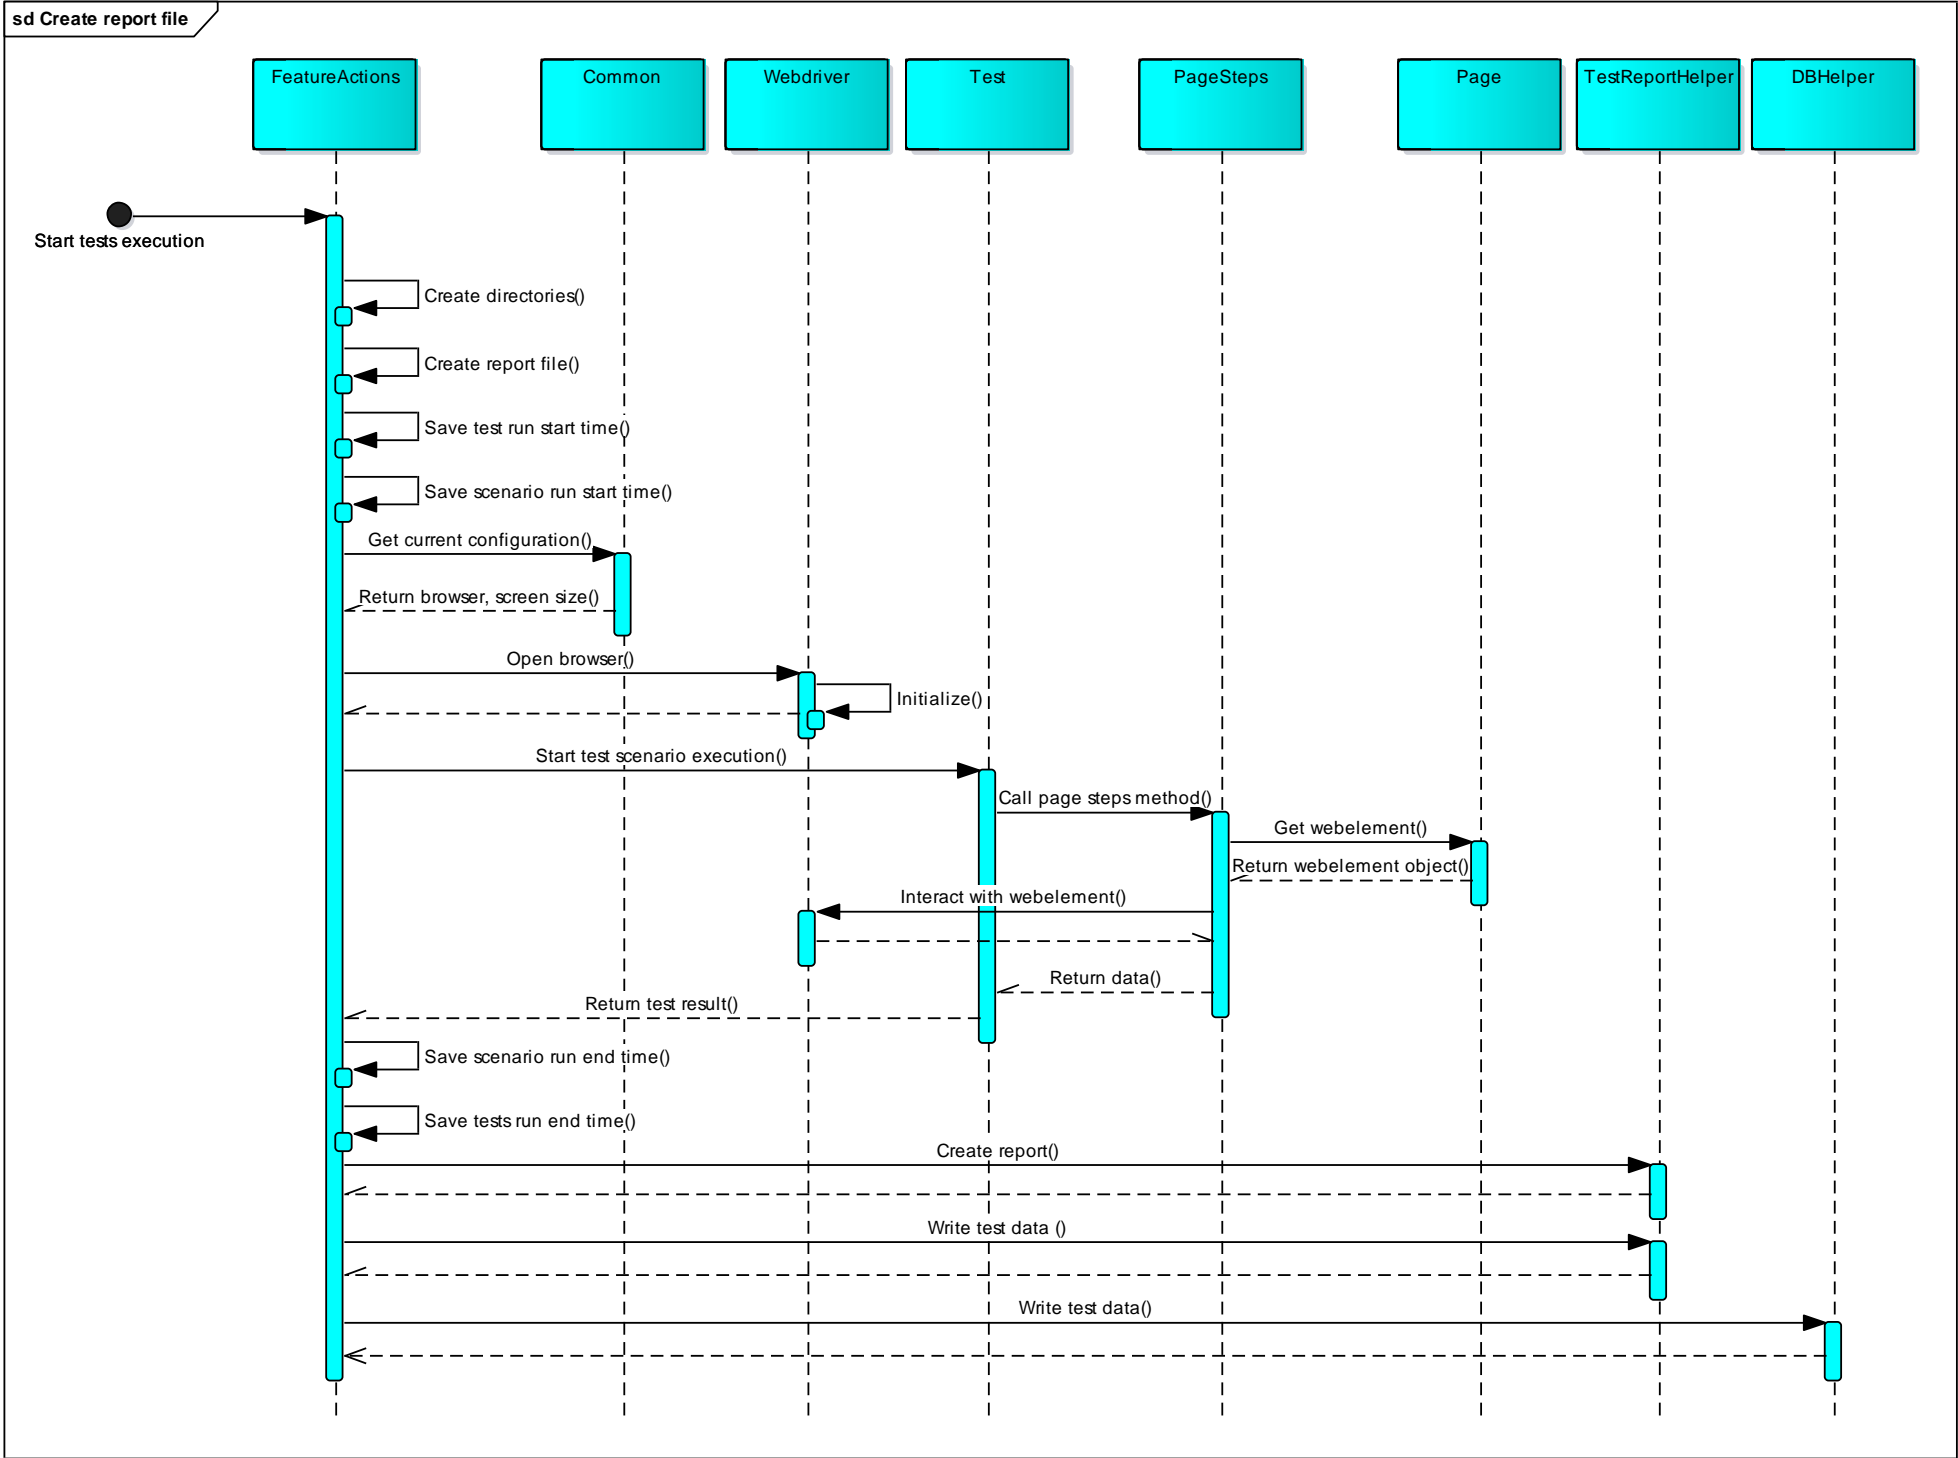 sd Create report file
FeatureActions
Common
Webdriver
Test
PageSteps
Page
TestReportHelper
DBHelper
Start tests execution
Create directories()
Create report file()
Save test run start time()
Save scenario run start time()
Get current configuration()
Return browser, screen size()
Open browser()
Initialize()
Start test scenario execution()
Call page steps method()
Get webelement()
Return webelement object()
Interact with webelement()
Return data()
Return test result()
Save scenario run end time()
Save tests run end time()
Create report()
Write test data ()
Write test data()